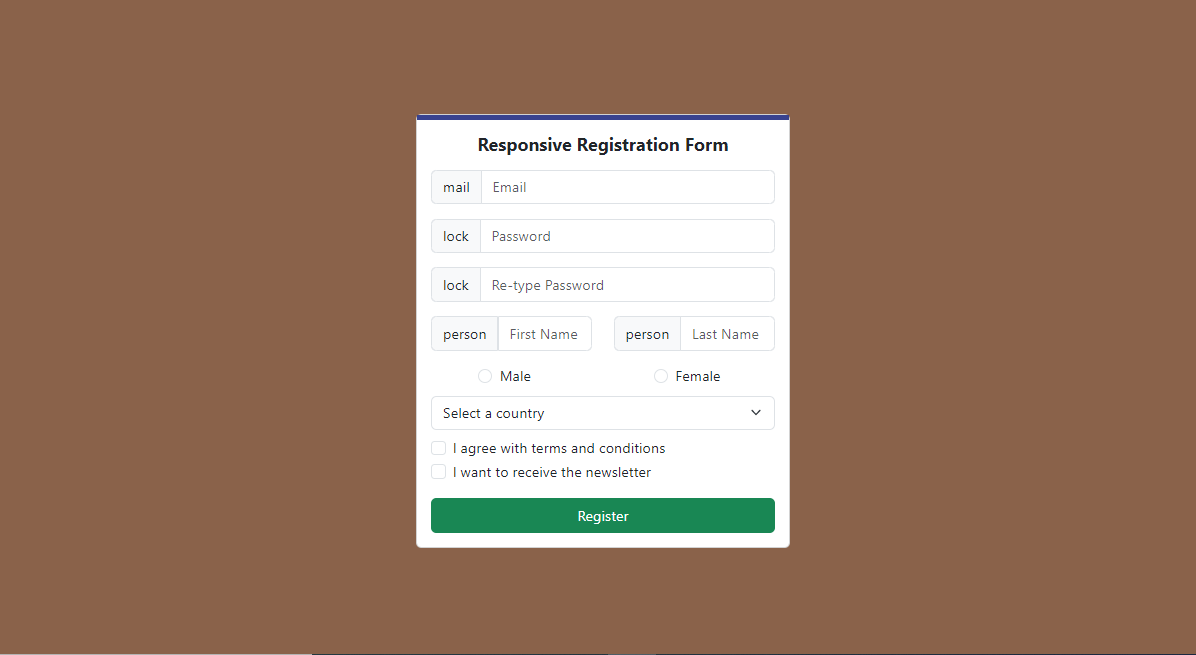 Responsive Registration Form
mail Email
lock Password
lock Re-type Password
person First Name person Last Name
Male Female
Select a country
I agree with terms and conditions
I want to receive the newsletter
Register